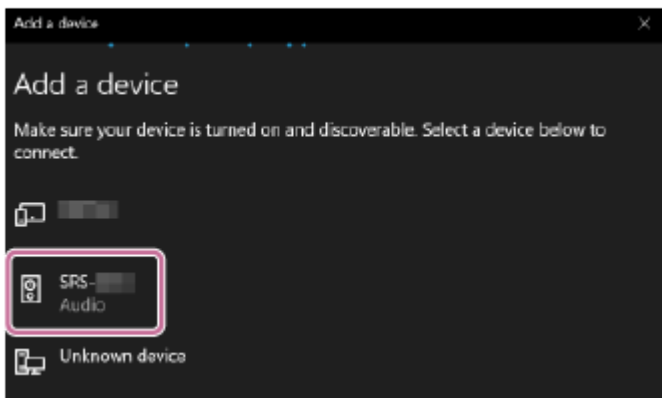 Add a device
Add a device
Make sure your device is turned on and discoverable. Select a device below to
connect.
SRS-
Audio
Unknown device